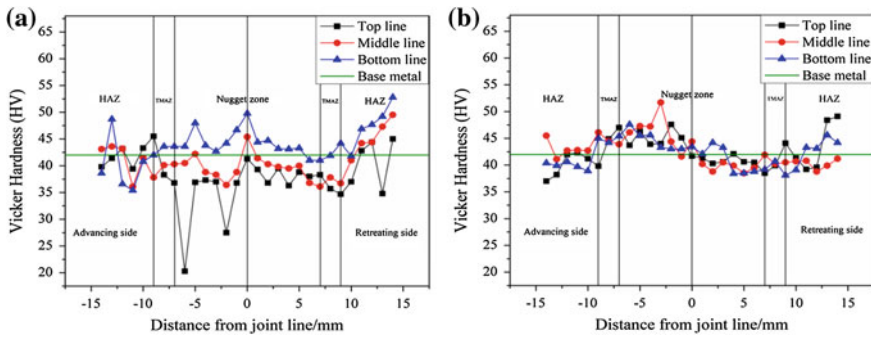 (a)
65
60
55
50
45
40
35
30
25
20
Vicker Hardness (HV)
Top line
Middle line
Bottom line
Base metal
HAZ
TMAZ
Nugget zone
TMAZ
HAZ
Advancing side
Retreating side
-15
-10
-5
0
5
10
15
Distance from joint line/mm
(b)
65
60
55
50
45
40
35
30
25
20
Vicker Hardness (HV)
Top line
Middle line
Bottom line
Base metal
HAZ
TMAZ
Nugget zone
TMAZ
HAZ
Advancing side
Retreating side
-15
-10
-5
0
5
10
15
Distance from joint line/mm